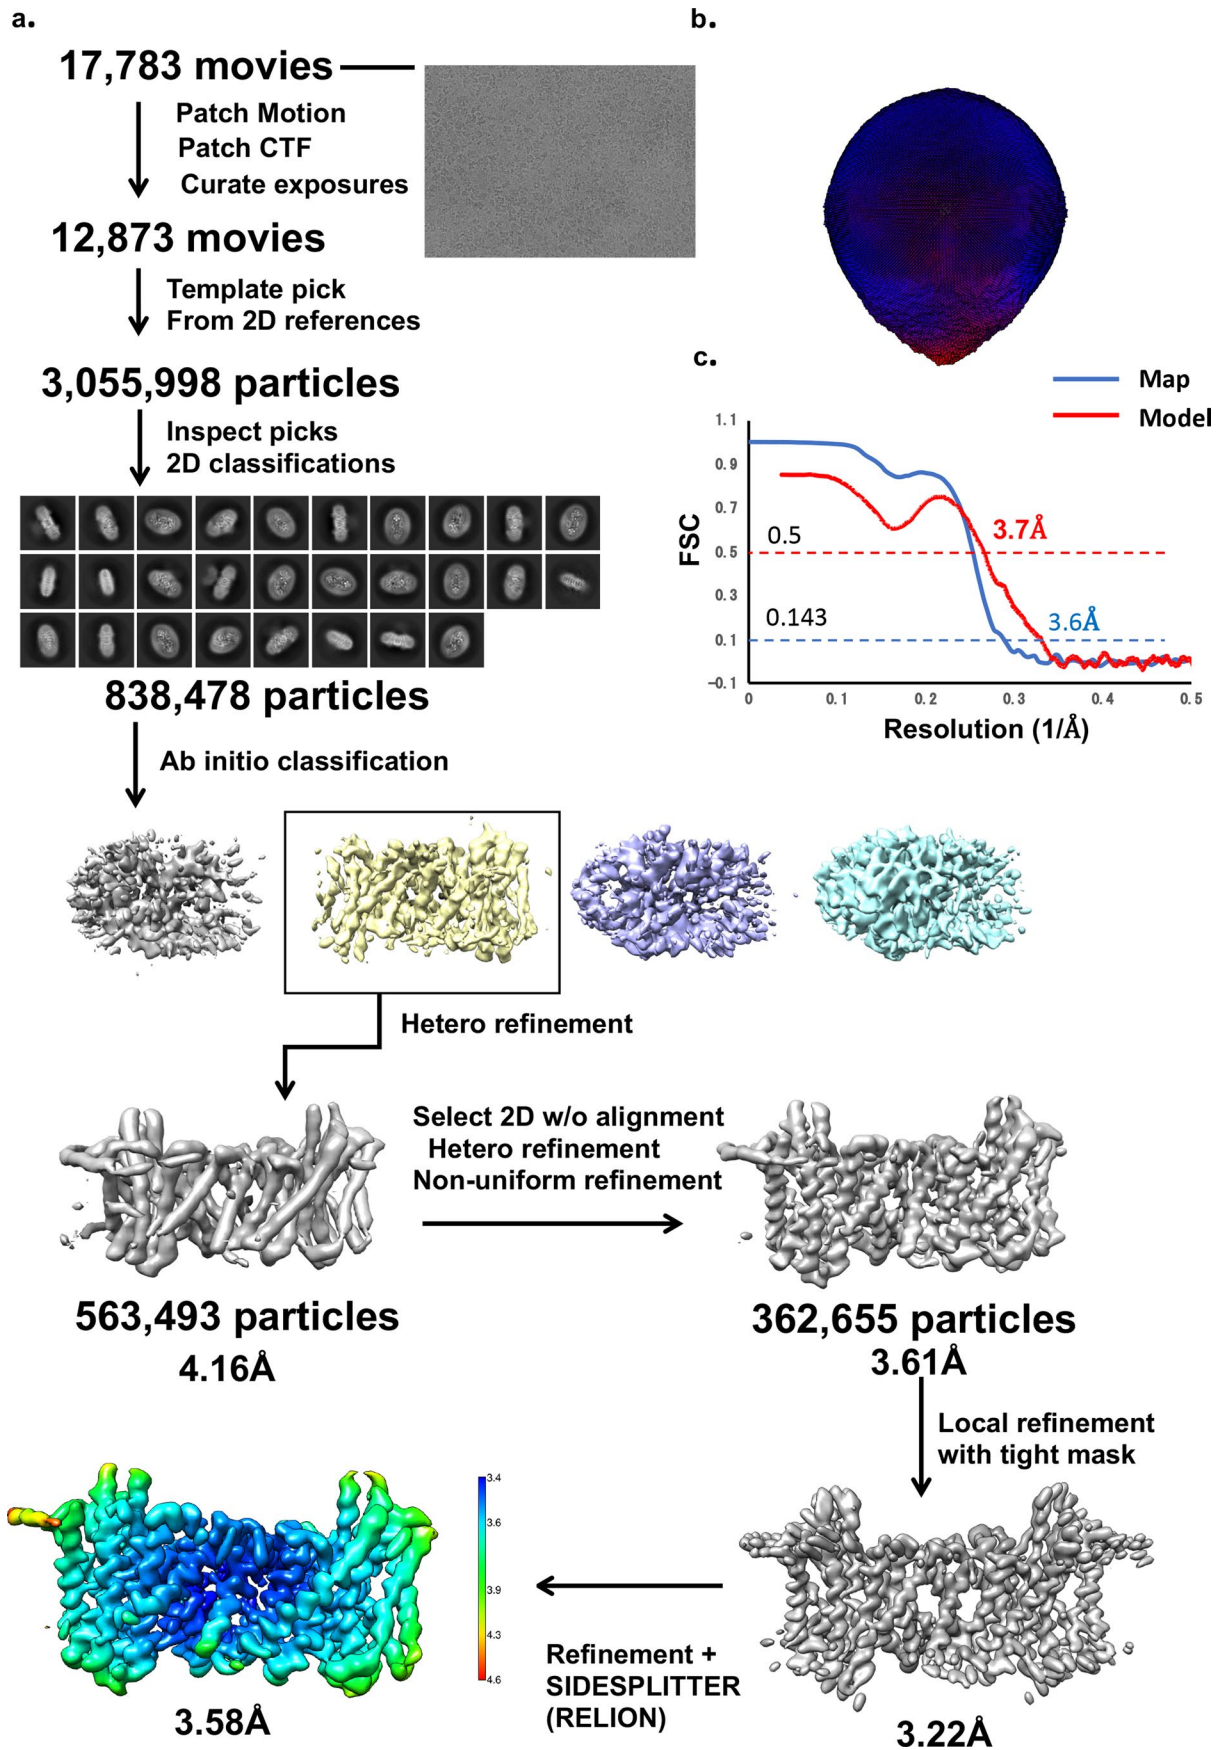 a.
17,783 movies
Patch Motion
Patch CTF
Curate exposures
12,873 movies
Template pick
From 2D references
3,055,998 particles
Inspect picks
2D classifications
838,478 particles
Ab initio classification
Hetero refinement
Select 2D w/o alignment
Hetero refinement
Non-uniform refinement
563,493 particles
4.16Å
362,655 particles
3.61Å
Local refinement
with tight mask
3.22Å
Refinement +
SIDESPLITTER
(RELION)
3.4
3.6
3.9
4.3
4.6
3.58Å
b.
c.
Map
Model
1.1
0.9
0.7
0.5
0.3
0.1
−0.1
FSC
0.5
3.7Å
0.143
3.6Å
0
0.1
0.2
0.3
0.4
0.5
Resolution (1/Å)